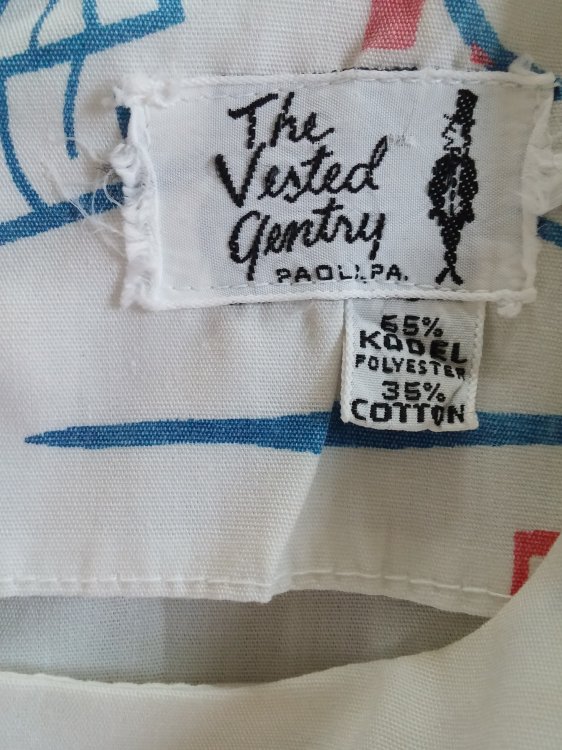 The
Vested
Gentry
PAOLI, PA.
65%
KODEL
POLYESTER
35%
COTTON